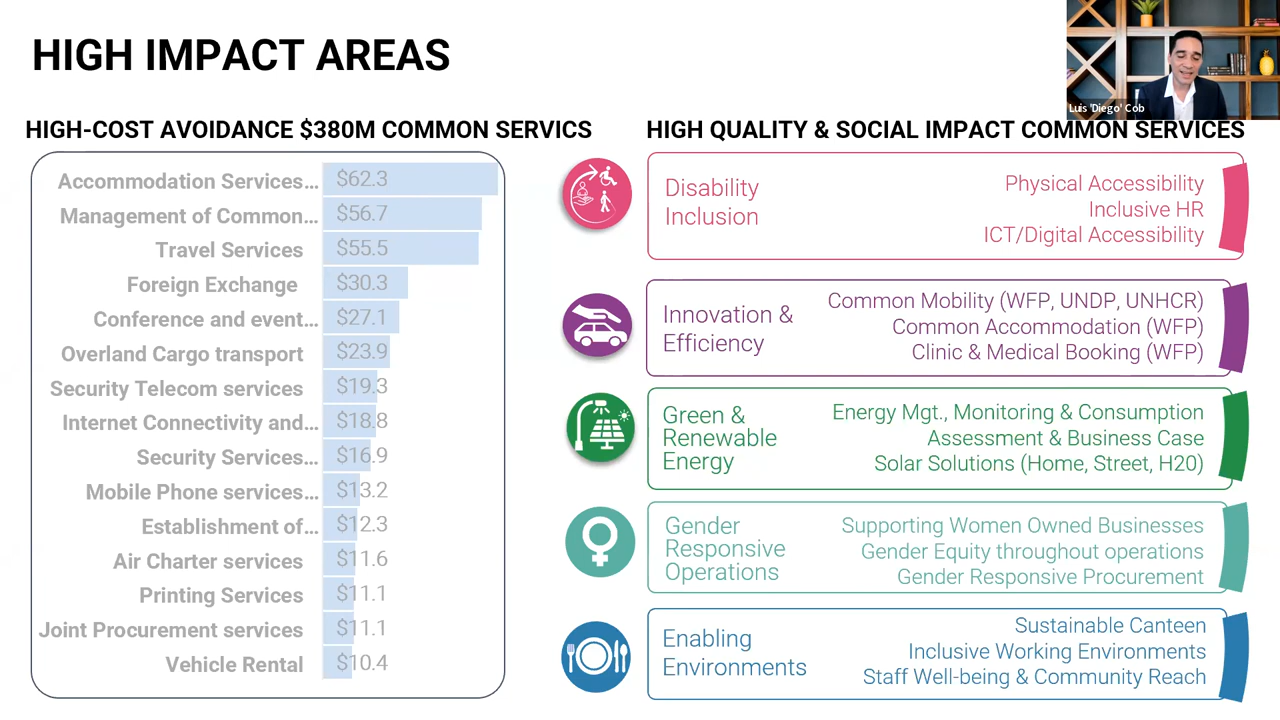 HIGH IMPACT AREAS
Luis 'Diego' Cob
HIGH-COST AVOIDANCE $380M COMMON SERVICS
Accommodation Services… $62.3
Management of Common… $56.7
Travel Services $55.5
Foreign Exchange $30.3
Conference and event… $27.1
Overland Cargo transport $23.9
Security Telecom services $19.3
Internet Connectivity and… $18.8
Security Services… $16.9
Mobile Phone services… $13.2
Establishment of… $12.3
Air Charter services $11.6
Printing Services $11.1
Joint Procurement services $11.1
Vehicle Rental $10.4
HIGH QUALITY & SOCIAL IMPACT COMMON SERVICES
Disability
Inclusion
Physical Accessibility
Inclusive HR
ICT/Digital Accessibility
Innovation &
Efficiency
Common Mobility (WFP, UNDP, UNHCR)
Common Accommodation (WFP)
Clinic & Medical Booking (WFP)
Green &
Renewable
Energy
Energy Mgt., Monitoring & Consumption
Assessment & Business Case
Solar Solutions (Home, Street, H20)
Gender
Responsive
Operations
Supporting Women Owned Businesses
Gender Equity throughout operations
Gender Responsive Procurement
Enabling
Environments
Sustainable Canteen
Inclusive Working Environments
Staff Well-being & Community Reach